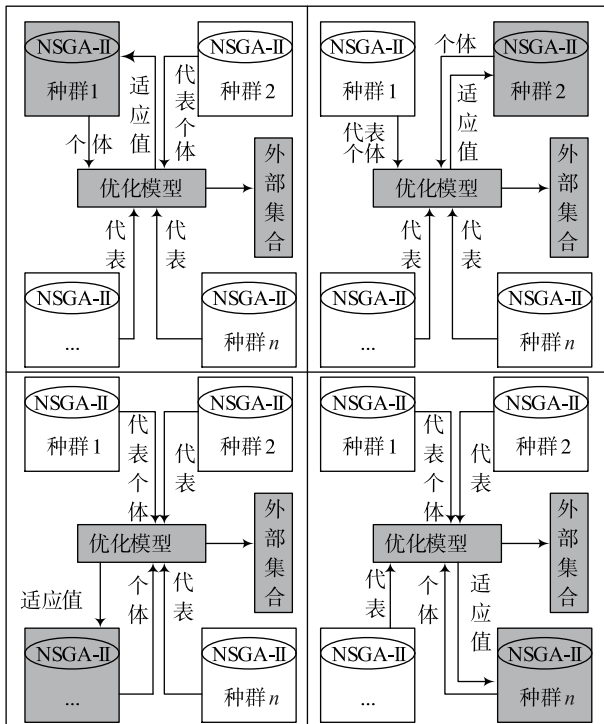 NSGA-II
种群1
NSGA-II
种群2
适应值
代表个体
个体
优化模型
外部集合
代表
代表
NSGA-II
...
NSGA-II
种群n
NSGA-II
种群1
NSGA-II
种群2
个体
适应值
代表
个体
优化模型
外部集合
代表
代表
NSGA-II
...
NSGA-II
种群n
NSGA-II
种群1
NSGA-II
种群2
代表个体
代表
优化模型
外部集合
适应值
个体
代表
NSGA-II
...
NSGA-II
种群n
NSGA-II
种群1
NSGA-II
种群2
代表个体
代表
优化模型
外部集合
代表
个体
适应值
NSGA-II
...
NSGA-II
种群n